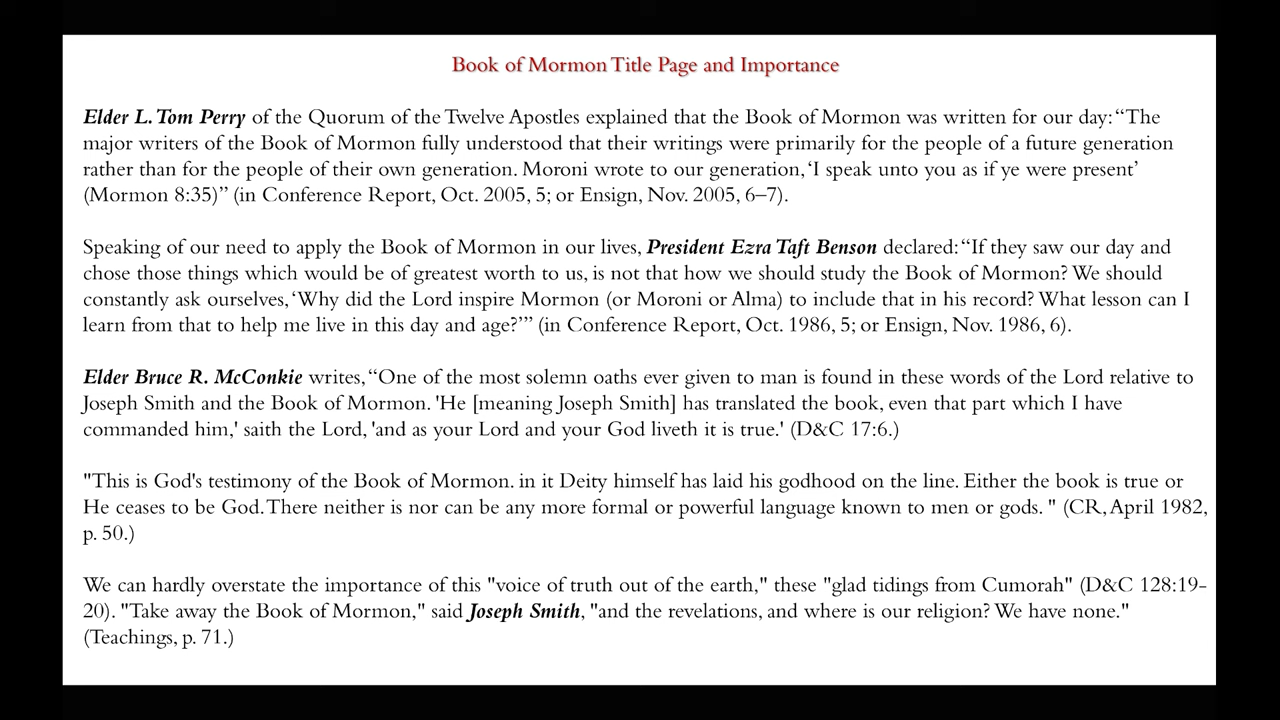 Book of Mormon Title Page and Importance
Elder L. Tom Perry of the Quorum of the Twelve Apostles explained that the Book of Mormon was written for our day: “The
major writers of the Book of Mormon fully understood that their writings were primarily for the people of a future generation
rather than for the people of their own generation. Moroni wrote to our generation, ‘I speak unto you as if ye were present’
(Mormon 8:35)” (in Conference Report, Oct. 2005, 5; or Ensign, Nov. 2005, 6–7).
Speaking of our need to apply the Book of Mormon in our lives, President Ezra Taft Benson declared: “If they saw our day and
chose those things which would be of greatest worth to us, is not that how we should study the Book of Mormon? We should
constantly ask ourselves, ‘Why did the Lord inspire Mormon (or Moroni or Alma) to include that in his record? What lesson can I
learn from that to help me live in this day and age?’” (in Conference Report, Oct. 1986, 5; or Ensign, Nov. 1986, 6).
Elder Bruce R. McConkie writes, “One of the most solemn oaths ever given to man is found in these words of the Lord relative to
Joseph Smith and the Book of Mormon. 'He [meaning Joseph Smith] has translated the book, even that part which I have
commanded him,' saith the Lord, 'and as your Lord and your God liveth it is true.' (D&C 17:6.)
"This is God's testimony of the Book of Mormon. in it Deity himself has laid his godhood on the line. Either the book is true or
He ceases to be God. There neither is nor can be any more formal or powerful language known to men or gods. " (CR, April 1982,
p. 50.)
We can hardly overstate the importance of this "voice of truth out of the earth," these "glad tidings from Cumorah" (D&C 128:19-
20). "Take away the Book of Mormon," said Joseph Smith, "and the revelations, and where is our religion? We have none."
(Teachings, p. 71.)